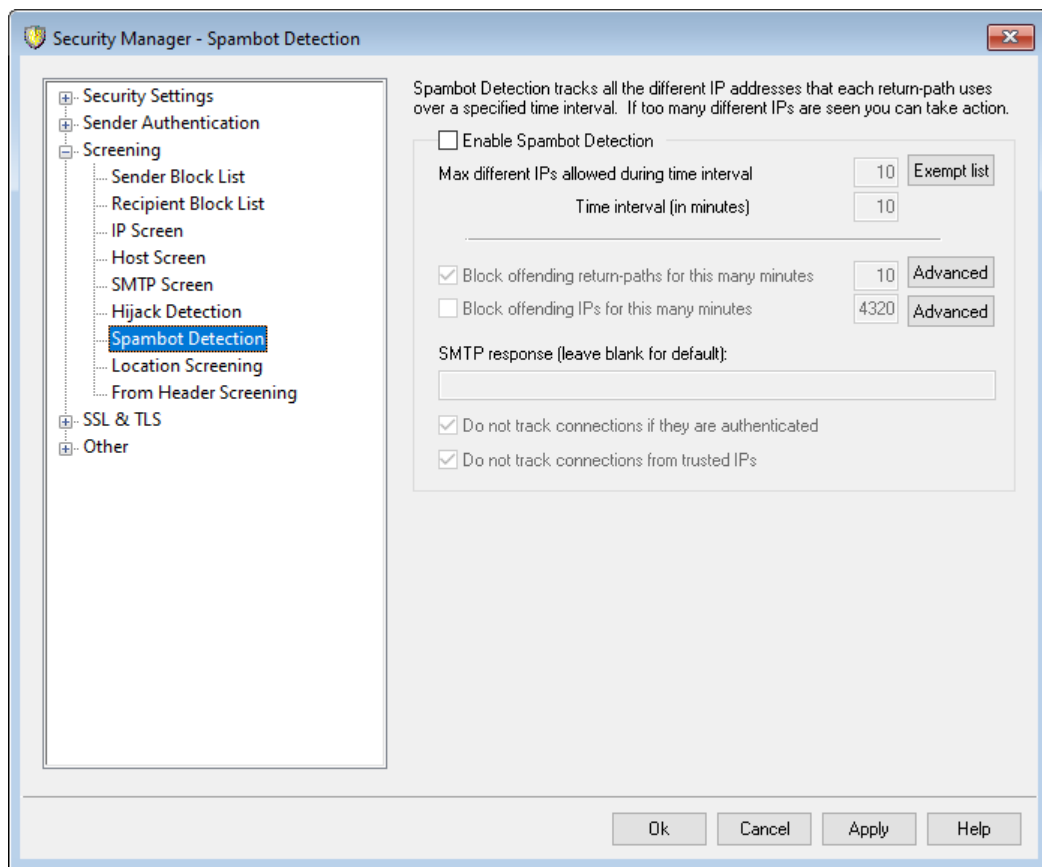 Security Manager - Spambot Detection
Security Settings
Sender Authentication
Screening
Sender Block List
Recipient Block List
IP Screen
Host Screen
SMTP Screen
Hijack Detection
Spambot Detection
Location Screening
From Header Screening
SSL & TLS
Other
Spambot Detection tracks all the different IP addresses that each return-path uses
over a specified time interval. If too many different IPs are seen you can take action.
Enable Spambot Detection
Max different IPs allowed during time interval 10 Exempt list
Time interval (in minutes) 10
Block offending return-paths for this many minutes 10 Advanced
Block offending IPs for this many minutes 4320 Advanced
SMTP response (leave blank for default):
Do not track connections if they are authenticated
Do not track connections from trusted IPs
Ok Cancel Apply Help